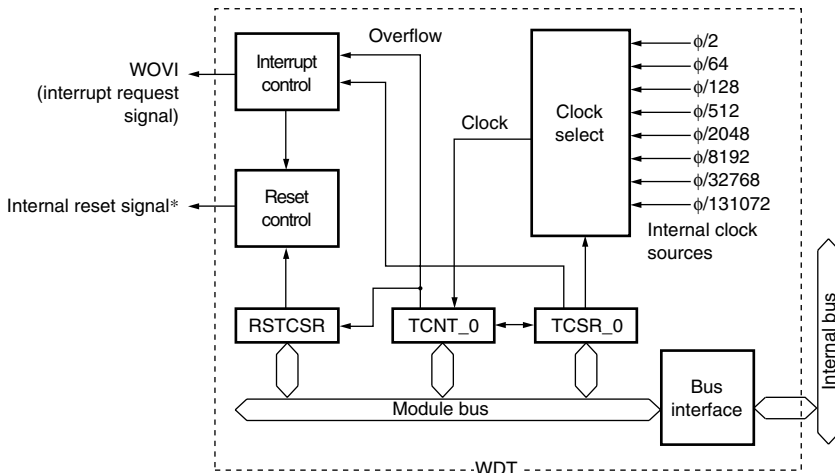 Overflow
Interrupt
control
WOVI
(interrupt request
signal)
Clock
Clock
select
ϕ/2
ϕ/64
ϕ/128
ϕ/512
ϕ/2048
ϕ/8192
ϕ/32768
ϕ/131072
Internal clock
sources
Reset
control
Internal reset signal*
RSTCSR
TCNT_0
TCSR_0
Module bus
Bus
interface
Internal bus
WDT